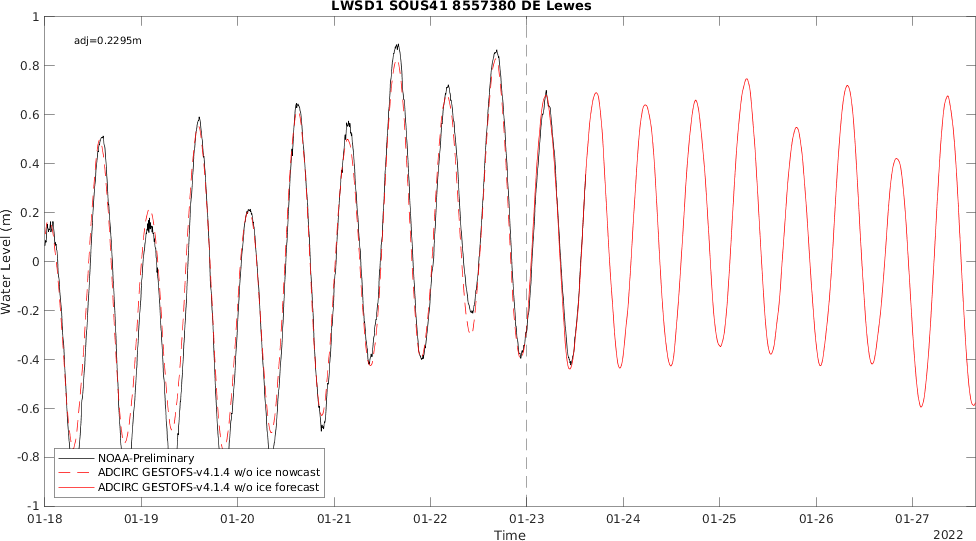 LWSD1 SOUS41 8557380 DE Lewes
adj=0.2295m
Water Level (m)
1
0.8
0.6
0.4
0.2
0
-0.2
-0.4
-0.6
-0.8
-1
NOAA-Preliminary
ADCIRC GESTOFS-v4.1.4 w/o ice nowcast
ADCIRC GESTOFS-v4.1.4 w/o ice forecast
01-18 01-19 01-20 01-21 01-22 01-23 01-24 01-25 01-26 01-27
Time
2022